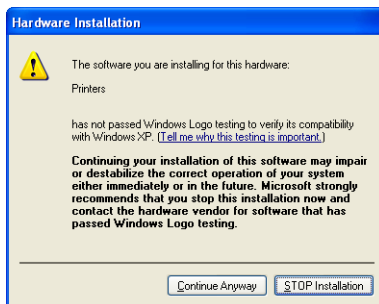 Hardware Installation
The software you are installing for this hardware:
Printers
has not passed Windows Logo testing to verify its compatibility
with Windows XP. (Tell me why this testing is important.)
Continuing your installation of this software may impair
or destabilize the correct operation of your system
either immediately or in the future. Microsoft strongly
recommends that you stop this installation now and
contact the hardware vendor for software that has
passed Windows Logo testing.
Continue Anyway
STOP Installation